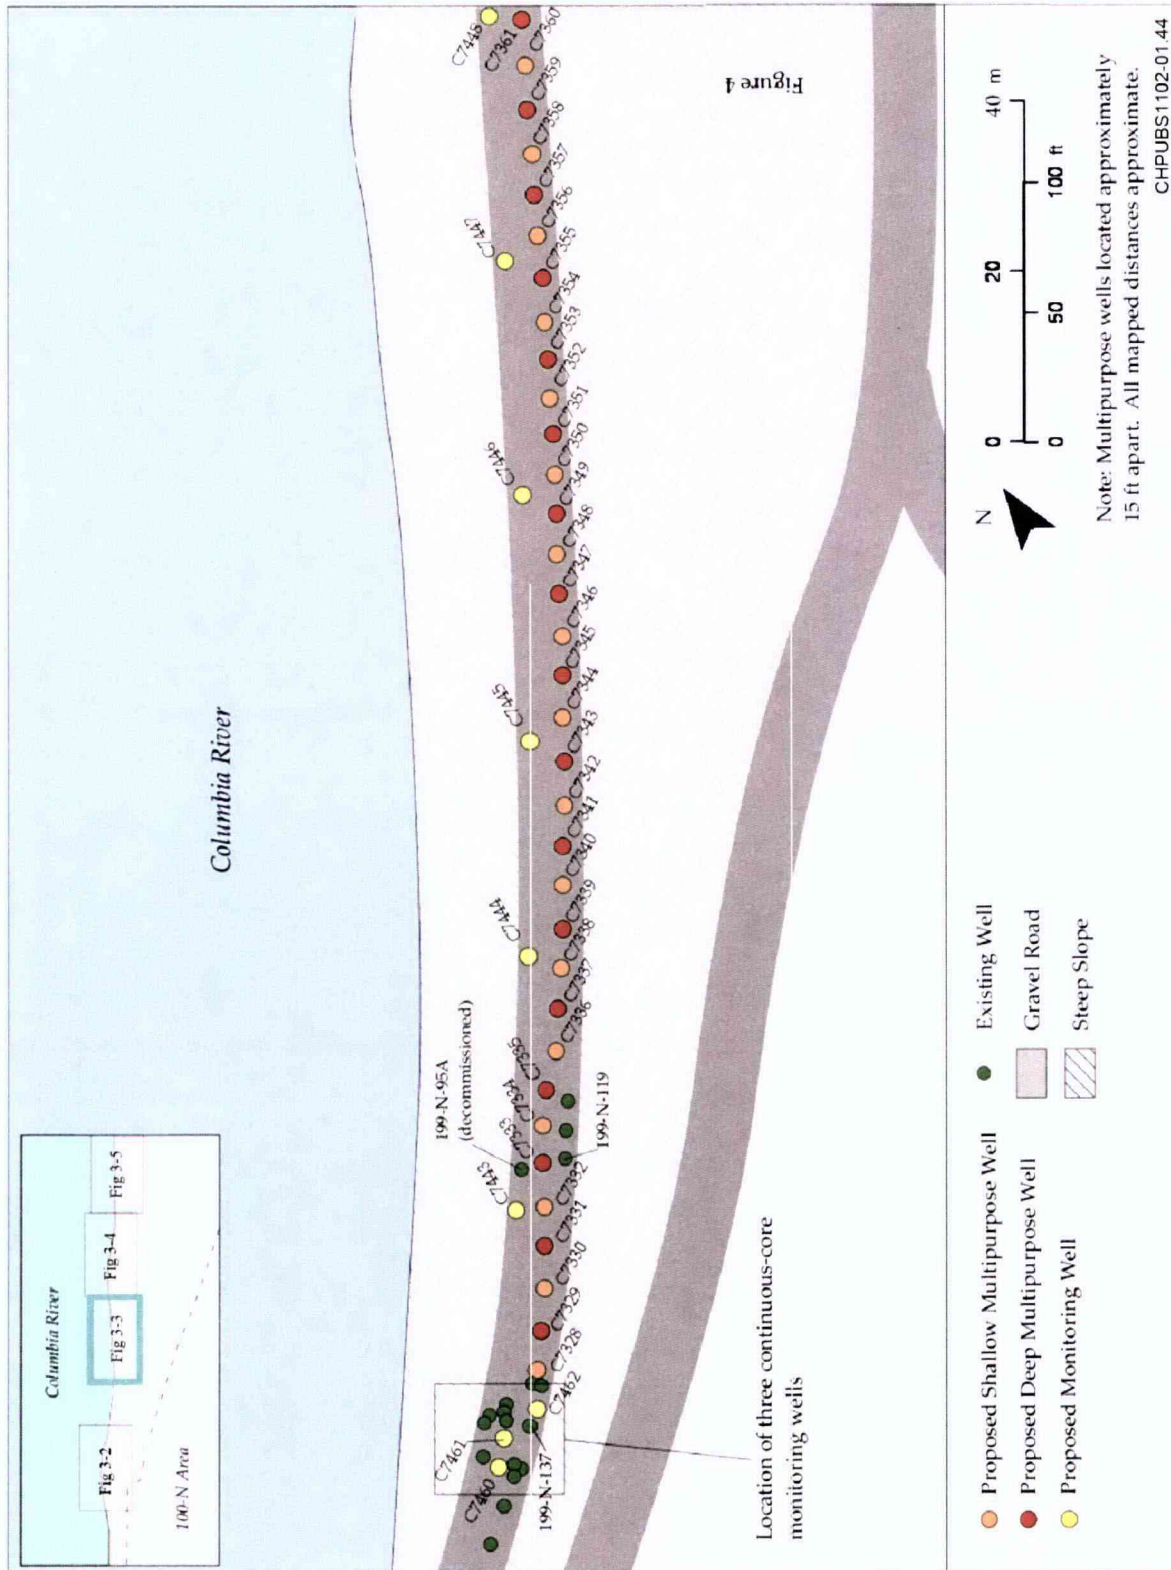 Columbia River
Fig 3-2
Fig 3-3
Fig 3-4
Fig 3-5
100-N Area
Columbia River
C7460
C7461
199-N-137
C7462
C7328
C7329
C7330
C7331
C7332
C7443
199-N-95A
(decommissioned)
199-N-119
C7333
C7334
C7335
C7336
C7337
C7338
C7339
C7444
C7340
C7341
C7342
C7343
C7445
C7344
C7345
C7346
C7347
C7348
C7349
C7446
C7350
C7351
C7352
C7353
C7354
C7355
C7447
C7356
C7357
C7358
C7359
C7360
C7361
C7448
Location of three continuous-core
monitoring wells
Figure 4
Proposed Shallow Multipurpose Well
Proposed Deep Multipurpose Well
Proposed Monitoring Well
Existing Well
Gravel Road
Steep Slope
N
0 20 40 m
0 50 100 ft
Note: Multipurpose wells located approximately
15 ft apart. All mapped distances approximate.
CHPUBS1102-01.44